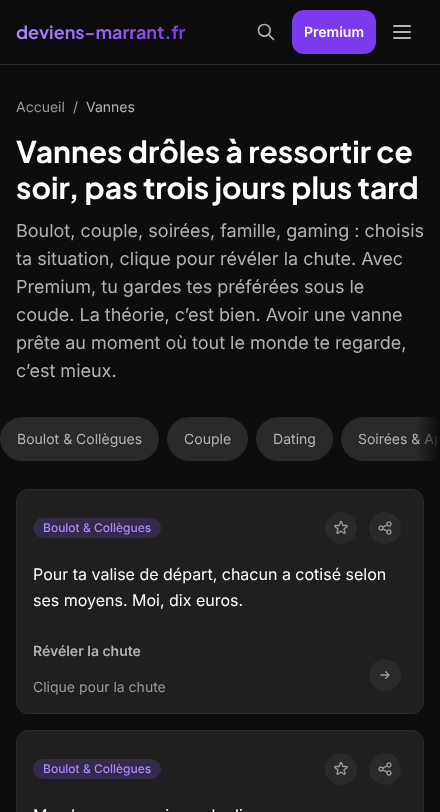 deviens-marrant.fr
Premium
Accueil / Vannes
Vannes drôles à ressortir ce
soir, pas trois jours plus tard
Boulot, couple, soirées, famille, gaming : choisis
ta situation, clique pour révéler la chute. Avec
Premium, tu gardes tes préférées sous le
coude. La théorie, c’est bien. Avoir une vanne
prête au moment où tout le monde te regarde,
c’est mieux.
Boulot & Collègues
Couple
Dating
Soirées &
Boulot & Collègues
Pour ta valise de départ, chacun a cotisé selon
ses moyens. Moi, dix euros.
Révéler la chute
Clique pour la chute
Boulot & Collègues